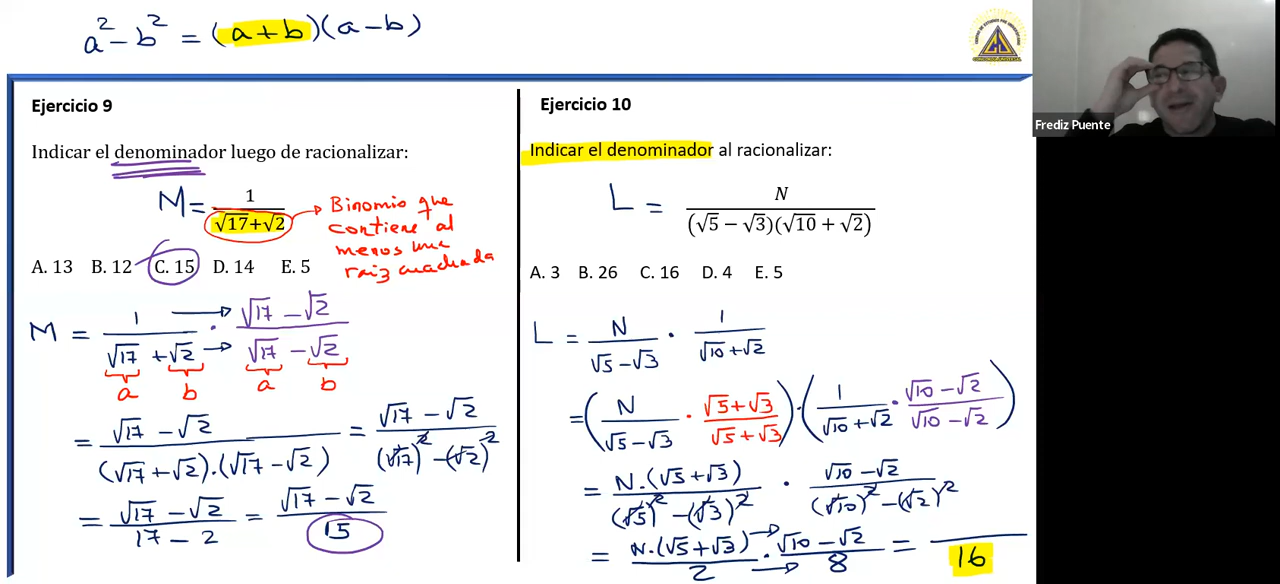 a² − b² = (a+b)(a−b)
Frediz Puente
Ejercicio 9
Indicar el denominador luego de racionalizar:
M = 1 / (√17+√2)
Binomio que
contiene al
menos una
raiz cuadrada
A. 13 B. 12 C. 15 D. 14 E. 5
M = 1 / (√17 + √2) · (√17 − √2) / (√17 − √2)
a b a b
= (√17 − √2) / ((√17 + √2)·(√17 − √2)) = (√17 − √2) / ((√17)² − (√2)²)
= (√17 − √2) / (17 − 2) = (√17 − √2) / 15
Ejercicio 10
Indicar el denominador al racionalizar:
L = N / ((√5 − √3)(√10 + √2))
A. 3 B. 26 C. 16 D. 4 E. 5
L = N / (√5 − √3) · 1 / (√10 + √2)
= (N / (√5 − √3) · (√5 + √3) / (√5 + √3)) · (1 / (√10 + √2) · (√10 − √2) / (√10 − √2))
= N·(√5 + √3) / ((√5)² − (√3)²) · (√10 − √2) / ((√10)² − (√2)²)
= N·(√5 + √3) / 2 · (√10 − √2) / 8 = / 16